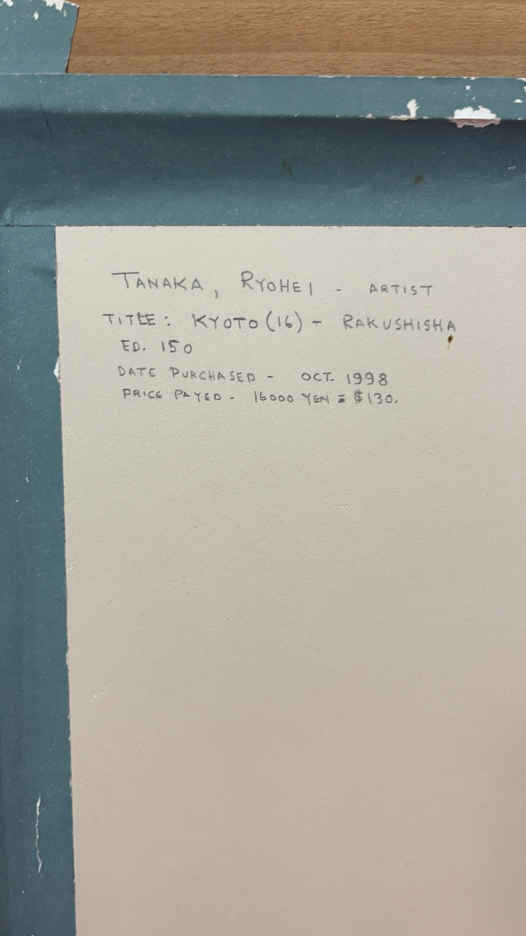 TANAKA, RYOHEI - ARTIST
TITLE: KYOTO (16) - RAKUSHISHA
ED. 150
DATE PURCHASED - OCT. 1998
PRICE PAYED - 16000 YEN = $130.